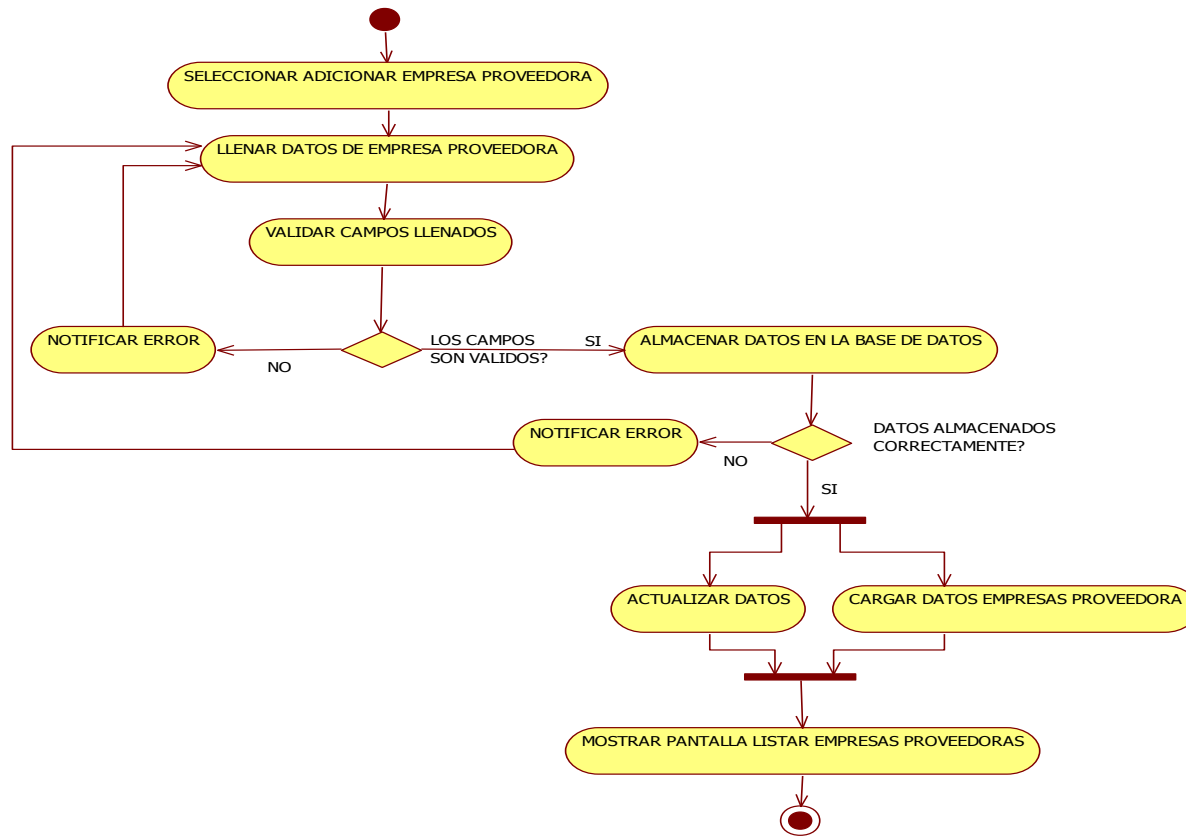 SELECCIONAR ADICIONAR EMPRESA PROVEEDORA
LLENAR DATOS DE EMPRESA PROVEEDORA
VALIDAR CAMPOS LLENADOS
NOTIFICAR ERROR
NO
LOS CAMPOS
SON VALIDOS?
SI
ALMACENAR DATOS EN LA BASE DE DATOS
NOTIFICAR ERROR
NO
DATOS ALMACENADOS
CORRECTAMENTE?
SI
ACTUALIZAR DATOS
CARGAR DATOS EMPRESAS PROVEEDORA
MOSTRAR PANTALLA LISTAR EMPRESAS PROVEEDORAS